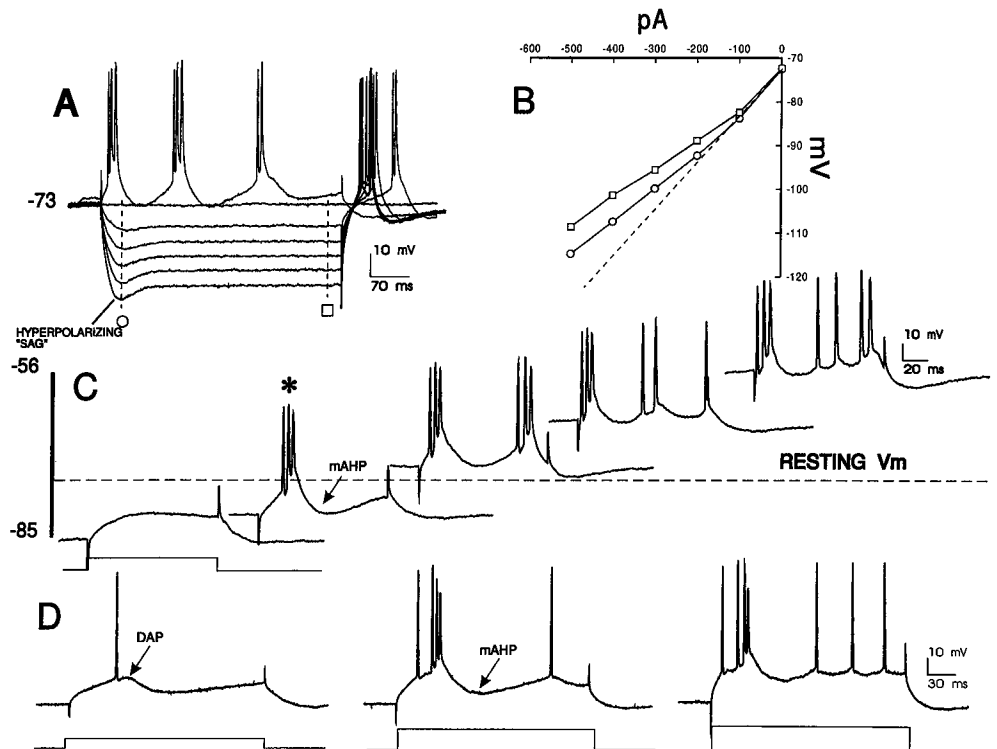 A
-73
10 mV
70 ms
HYPERPOLARIZING
"SAG"
pA
-600 -500 -400 -300 -200 -100 0
B
-70
-80
-90
-100
-110
-120
mV
C
-56
-85
*
mAHP
10 mV
20 ms
RESTING Vm
D
DAP
mAHP
10 mV
30 ms